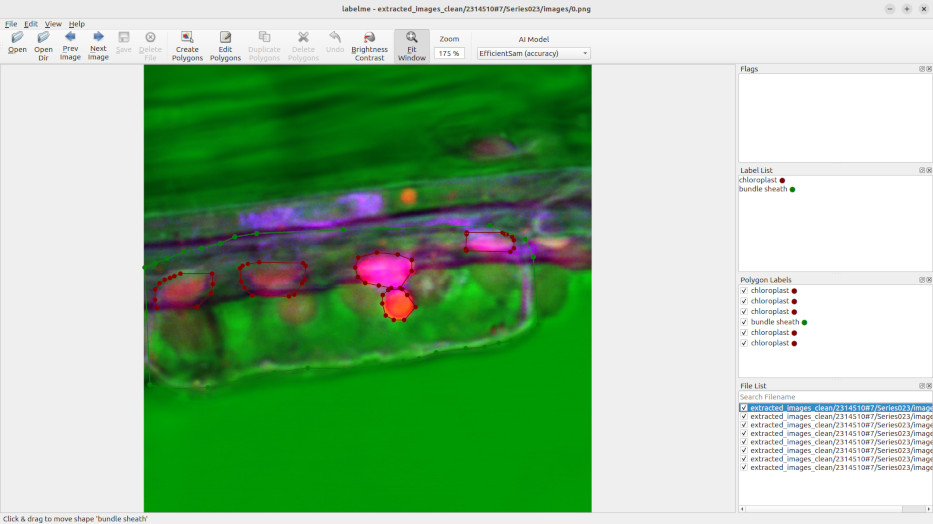 labelme - extracted_images_clean/2314510#7/Series023/images/0.png
File Edit View Help
Open
Open Dir
Prev Image
Next Image
Save
Delete File
Create Polygons
Edit Polygons
Duplicate Polygons
Delete Polygons
Undo
Brightness Contrast
Fit Window
Zoom
175 %
AI Model
EfficientSam (accuracy)
Flags
Label List
chloroplast
bundle sheath
Polygon Labels
chloroplast
chloroplast
chloroplast
bundle sheath
chloroplast
chloroplast
File List
Search Filename
extracted_images_clean/2314510#7/Series023/image
extracted_images_clean/2314510#7/Series023/image
extracted_images_clean/2314510#7/Series023/image
extracted_images_clean/2314510#7/Series023/image
extracted_images_clean/2314510#7/Series023/image
extracted_images_clean/2314510#7/Series023/image
extracted_images_clean/2314510#7/Series023/image
extracted_images_clean/2314510#7/Series023/image
Click & drag to move shape 'bundle sheath'